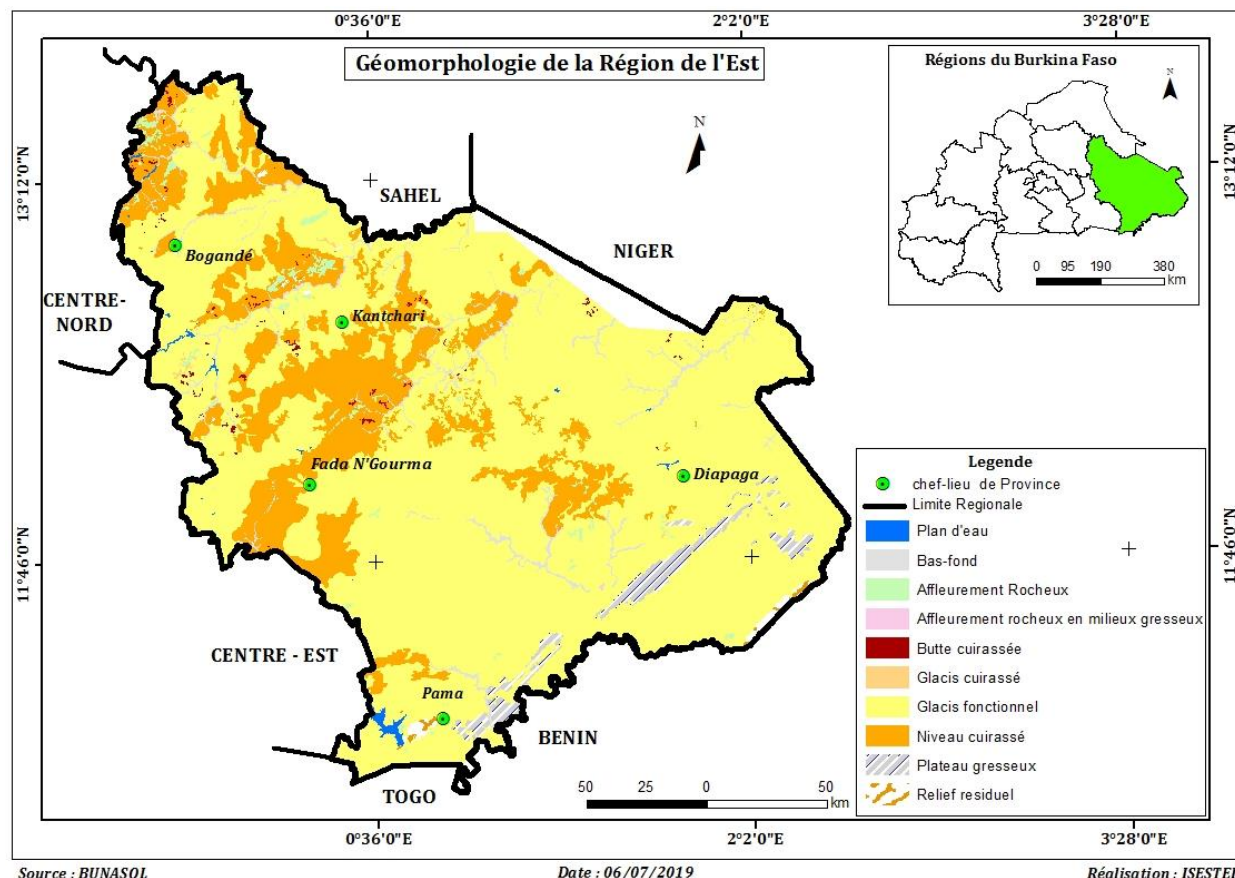 0°36'0"E
2°2'0"E
3°28'0"E
Géomorphologie de la Région de l'Est
Régions du Burkina Faso
N
0 95 190 380
km
N
13°12'0"N
13°12'0"N
SAHEL
NIGER
Bogandé
CENTRE-
NORD
Kantchari
Fada N'Gourma
Diapaga
11°46'0"N
11°46'0"N
CENTRE - EST
Pama
BENIN
TOGO
50 25 0 50
km
Legende
chef-lieu de Province
Limite Regionale
Plan d'eau
Bas-fond
Affleurement Rocheux
Affleurement rocheux en milieux gresseux
Butte cuirassée
Glacis cuirassé
Glacis fonctionnel
Niveau cuirassé
Plateau gresseux
Relief residuel
0°36'0"E
2°2'0"E
3°28'0"E
Source : BUNASOL
Date : 06/07/2019
Réalisation :